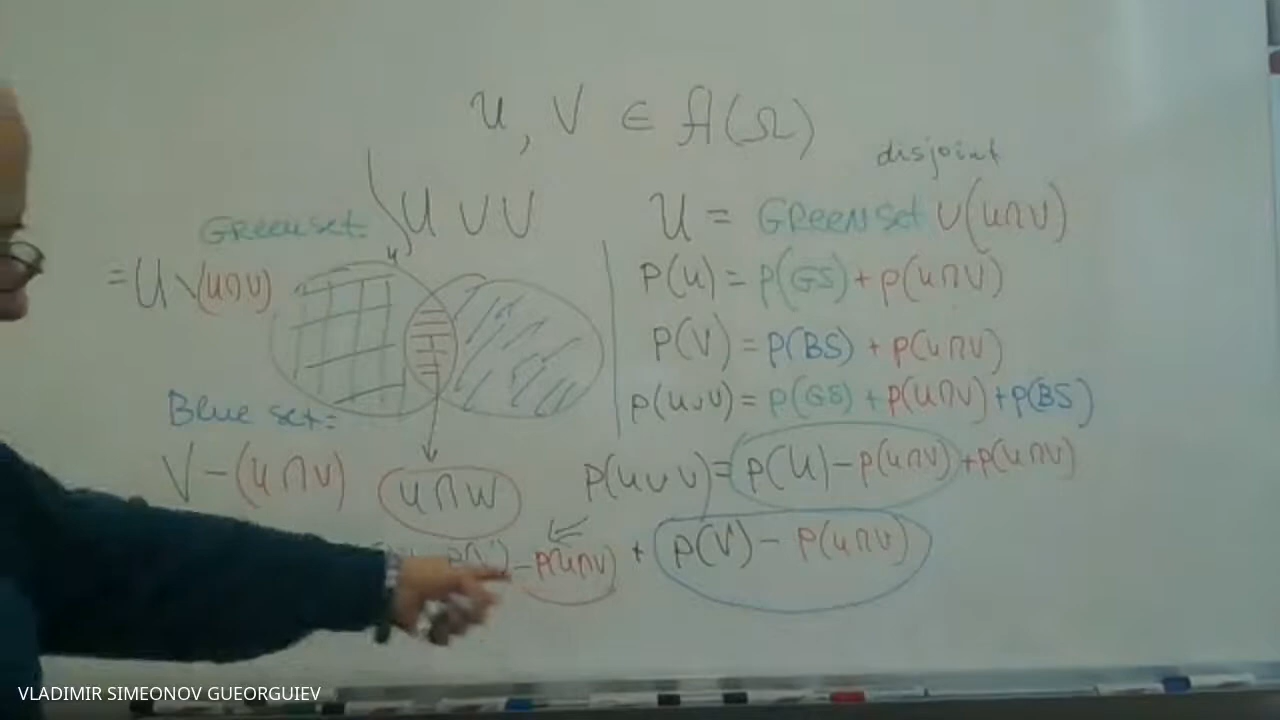 U, V ∈ A(Ω)
disjoint
Green set: U ∪ V
= U \ (U∩V)
Blue set:
V - (U∩V)
U∩W
U = GREEN set ∪ (U∩V)
P(U) = P(GS) + P(U∩V)
P(V) = P(BS) + P(U∩V)
P(U∪V) = P(GS) + P(U∩V) + P(BS)
P(U∪V) = P(U) - P(U∩V) + P(U∩V)
- P(U∩V) + P(V) - P(U∩V)
VLADIMIR SIMEONOV GUEORGUIEV